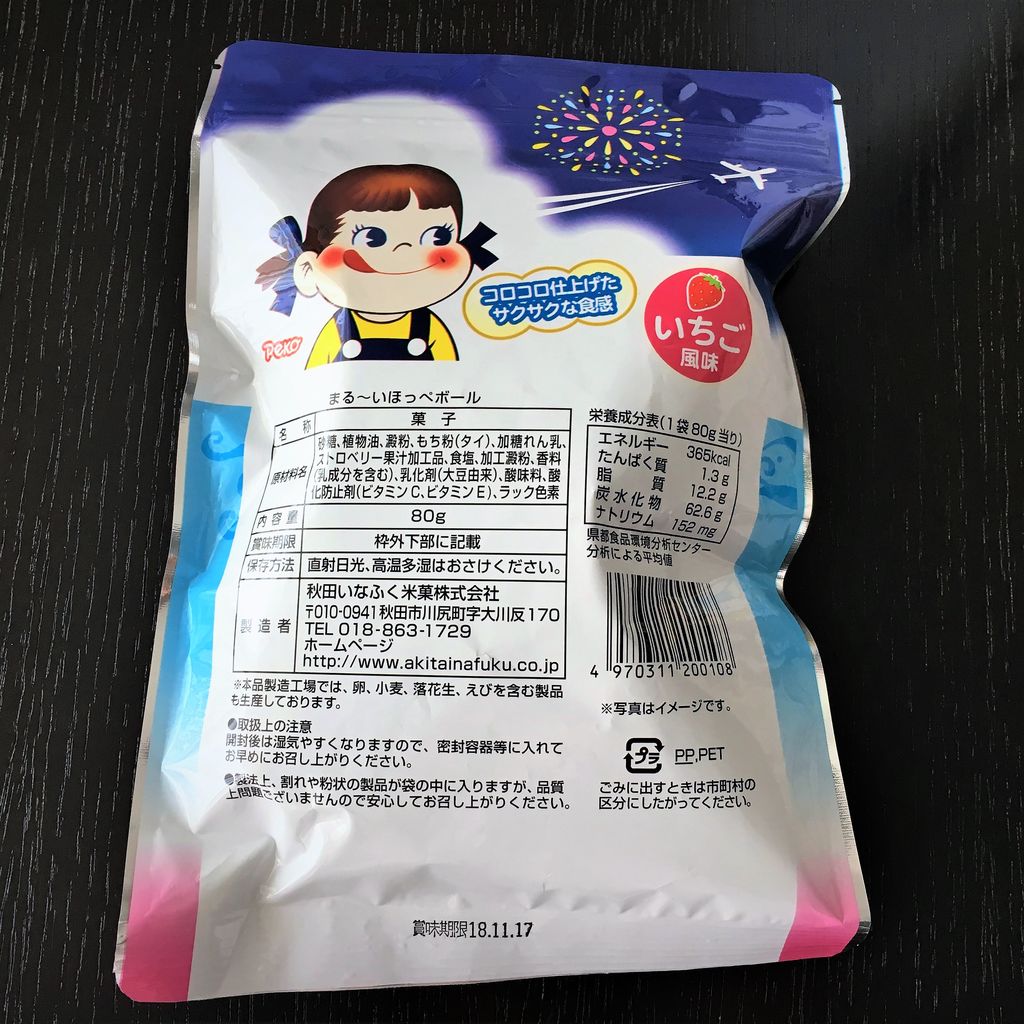 コロコロ仕上げた
サクサクな食感
いちご
風味
Peko
まる〜いほっぺボール
名称 菓子
原材料名 砂糖、植物油、澱粉、もち粉(タイ)、加糖れん乳、
ストロベリー果汁加工品、食塩、加工澱粉、香料
(乳成分を含む)、乳化剤(大豆由来)、酸味料、酸
化防止剤(ビタミンC、ビタミンE)、ラック色素
内容量 80g
賞味期限 枠外下部に記載
保存方法 直射日光、高温多湿はおさけください。
製造者 秋田いなふく米菓株式会社
〒010-0941秋田市川尻町字大川反170
TEL 018-863-1729
ホームページ
http://www.akitainafuku.co.jp
※本品製造工場では、卵、小麦、落花生、えびを含む製品
も生産しております。
●取扱上の注意
開封後は湿気やすくなりますので、密封容器等に入れて
お早めにお召し上がりください。
●製法上、割れや粉状の製品が袋の中に入りますが、品質
上問題ございませんので安心してお召し上がりください。
栄養成分表(1袋80g当り)
エネルギー 365kcal
たんぱく質 1.3g
脂質 12.2g
炭水化物 62.6g
ナトリウム 152mg
県都食品環境分析センター
分析による平均値
4 970311 200108
※写真はイメージです。
プラ PP,PET
ごみに出すときは市町村の
区分にしたがってください。
賞味期限18.11.17